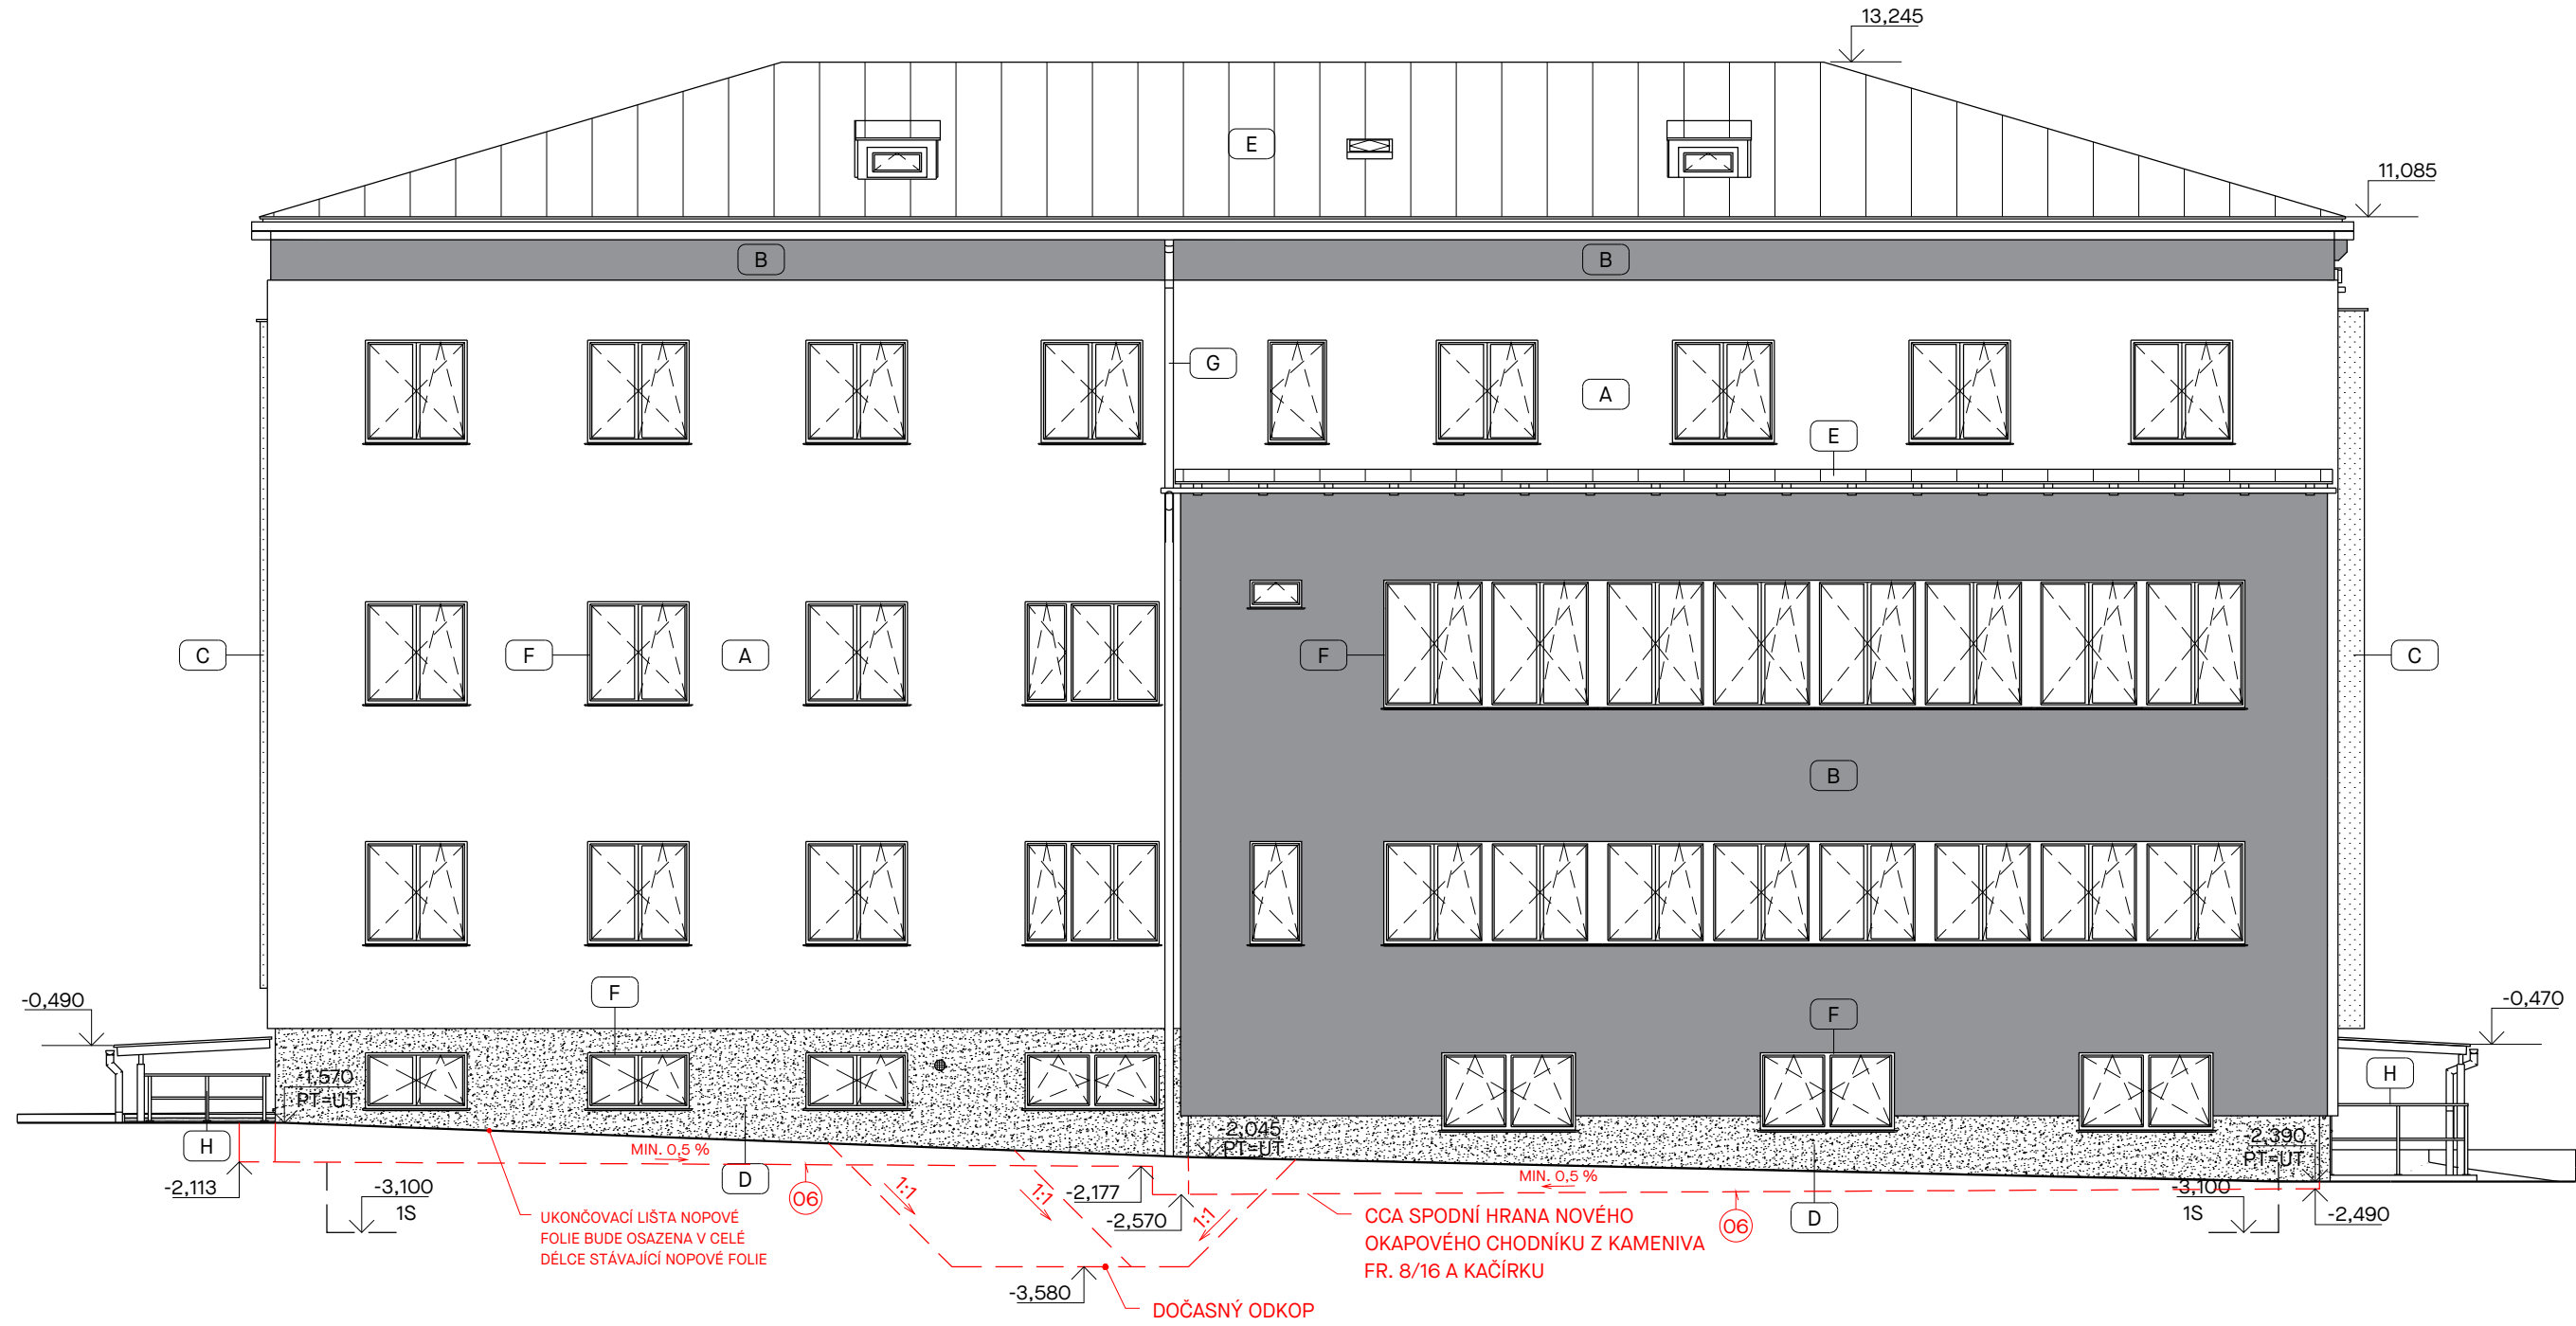 13,245
E
11,085
B
B
G
A
E
C
F
A
F
C
B
F
F
-0,490
-0,470
-1,570
PT=UT
H
H
-2,045
PT=UT
-2,390
PT=UT
MIN. 0,5 %
MIN. 0,5 %
D
D
06
06
-2,113
-3,100
1S
1:1
1:1
1:1
-2,177
-2,570
-3,100
1S
-2,490
UKONČOVACÍ LIŠTA NOPOVÉ
FOLIE BUDE OSAZENA V CELÉ
DÉLCE STÁVAJÍCÍ NOPOVÉ FOLIE
CCA SPODNÍ HRANA NOVÉHO
OKAPOVÉHO CHODNÍKU Z KAMENIVA
FR. 8/16 A KAČÍRKU
-3,580
DOČASNÝ ODKOP